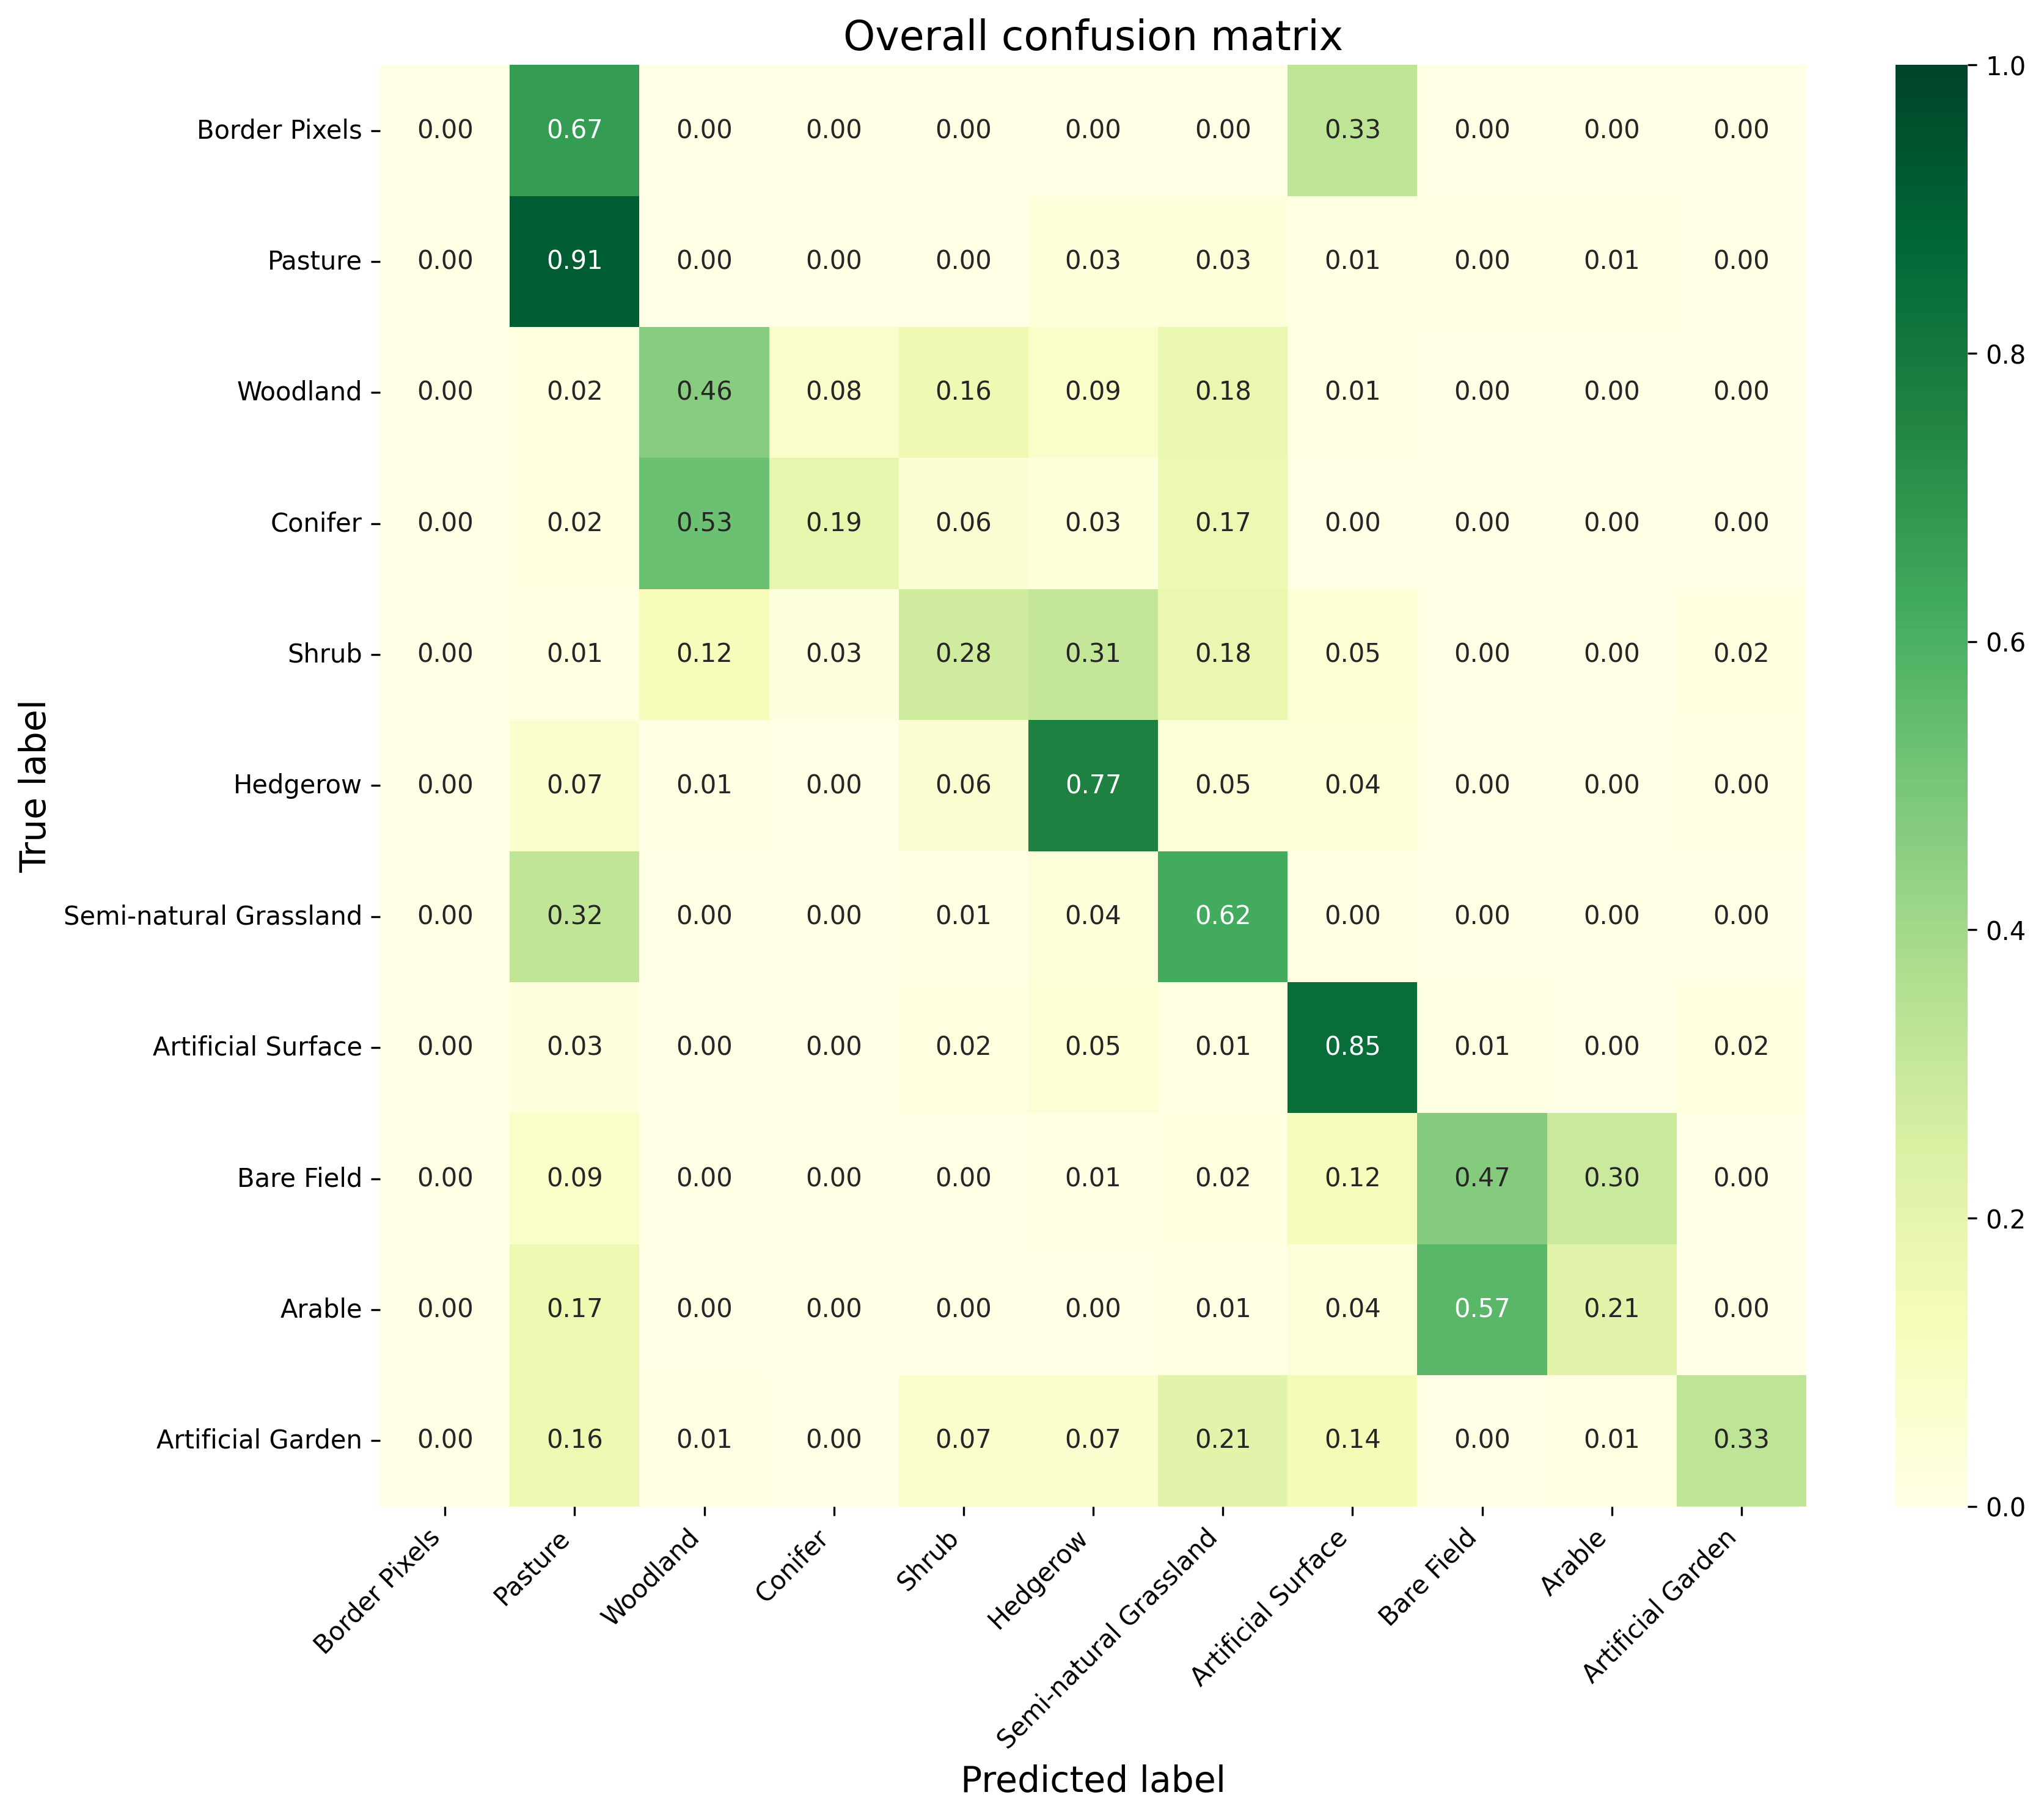 Overall confusion matrix
True label
Border Pixels 0.00 0.67 0.00 0.00 0.00 0.00 0.00 0.33 0.00 0.00 0.00
Pasture 0.00 0.91 0.00 0.00 0.00 0.03 0.03 0.01 0.00 0.01 0.00
Woodland 0.00 0.02 0.46 0.08 0.16 0.09 0.18 0.01 0.00 0.00 0.00
Conifer 0.00 0.02 0.53 0.19 0.06 0.03 0.17 0.00 0.00 0.00 0.00
Shrub 0.00 0.01 0.12 0.03 0.28 0.31 0.18 0.05 0.00 0.00 0.02
Hedgerow 0.00 0.07 0.01 0.00 0.06 0.77 0.05 0.04 0.00 0.00 0.00
Semi-natural Grassland 0.00 0.32 0.00 0.00 0.01 0.04 0.62 0.00 0.00 0.00 0.00
Artificial Surface 0.00 0.03 0.00 0.00 0.02 0.05 0.01 0.85 0.01 0.00 0.02
Bare Field 0.00 0.09 0.00 0.00 0.00 0.01 0.02 0.12 0.47 0.30 0.00
Arable 0.00 0.17 0.00 0.00 0.00 0.00 0.01 0.04 0.57 0.21 0.00
Artificial Garden 0.00 0.16 0.01 0.00 0.07 0.07 0.21 0.14 0.00 0.01 0.33
Border Pixels
Pasture
Woodland
Conifer
Shrub
Hedgerow
Semi-natural Grassland
Artificial Surface
Bare Field
Arable
Artificial Garden
Predicted label
1.0
0.8
0.6
0.4
0.2
0.0